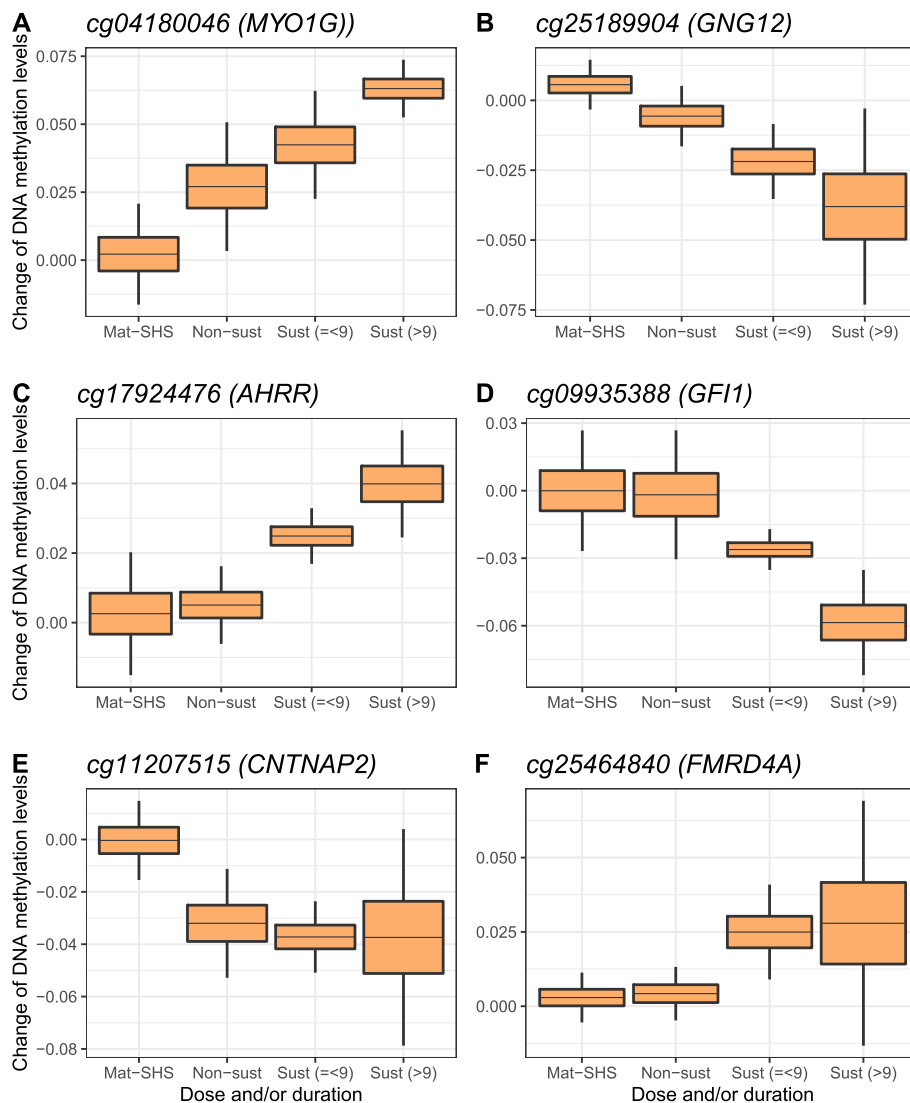 A cg04180046 (MYO1G)) B cg25189904 (GNG12)
Change of DNA methylation levels
0.075
0.050
0.025
0.000
Mat−SHS Non−sust Sust (=<9) Sust (>9)
0.000
−0.025
−0.050
−0.075
Mat−SHS Non−sust Sust (=<9) Sust (>9)
C cg17924476 (AHRR) D cg09935388 (GFI1)
Change of DNA methylation levels
0.04
0.02
0.00
Mat−SHS Non−sust Sust (=<9) Sust (>9)
0.03
0.00
−0.03
−0.06
Mat−SHS Non−sust Sust (=<9) Sust (>9)
E cg11207515 (CNTNAP2) F cg25464840 (FMRD4A)
Change of DNA methylation levels
0.00
−0.02
−0.04
−0.06
−0.08
Mat−SHS Non−sust Sust (=<9) Sust (>9)
Dose and/or duration
0.050
0.025
0.000
Mat−SHS Non−sust Sust (=<9) Sust (>9)
Dose and/or duration